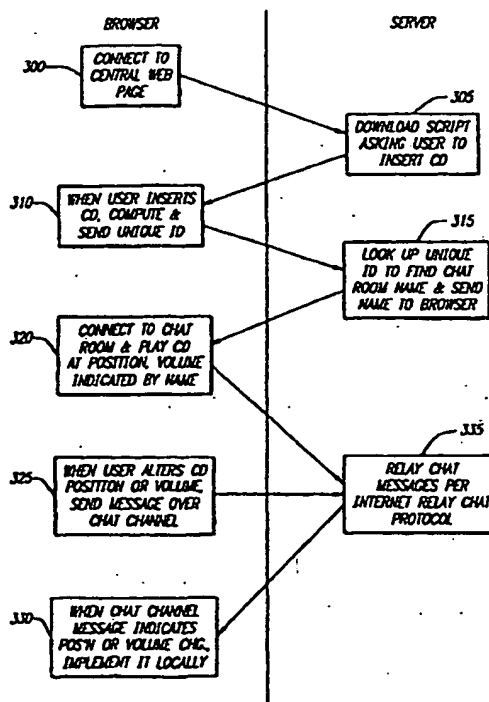 BROWSER
SERVER
300
CONNECT TO
CENTRAL WEB
PAGE
305
DOWNLOAD SCRIPT
ASKING USER TO
INSERT CD
310
WHEN USER INSERTS
CD, COMPUTE &
SEND UNIQUE ID
315
LOOK UP UNIQUE
ID TO FIND CHAT
ROOM NAME & SEND
NAME TO BROWSER
320
CONNECT TO CHAT
ROOM & PLAY CD
AT POSITION, VOLUME
INDICATED BY NAME
325
WHEN USER ALTERS CD
POSITION OR VOLUME,
SEND MESSAGE OVER
CHAT CHANNEL
335
RELAY CHAT
MESSAGES PER
INTERNET RELAY CHAT
PROTOCOL
330
WHEN CHAT CHANNEL
MESSAGE INDICATES
POS'N OR VOLUME CHG.,
IMPLEMENT IT LOCALLY